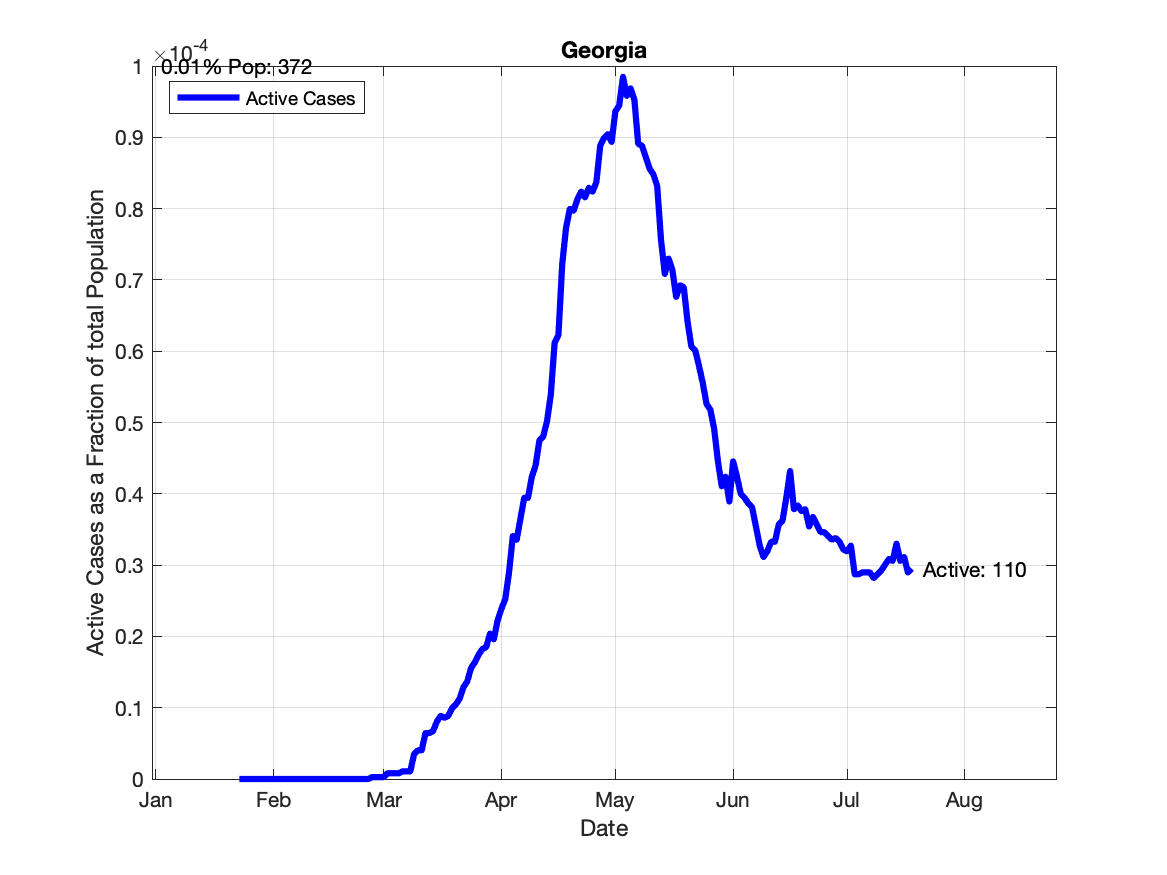 Georgia
×10-4
0.01% Pop: 372
Active Cases
1
0.9
0.8
0.7
0.6
0.5
0.4
0.3
0.2
0.1
0
Active Cases as a Fraction of total Population
Active: 110
Jan Feb Mar Apr May Jun Jul Aug
Date